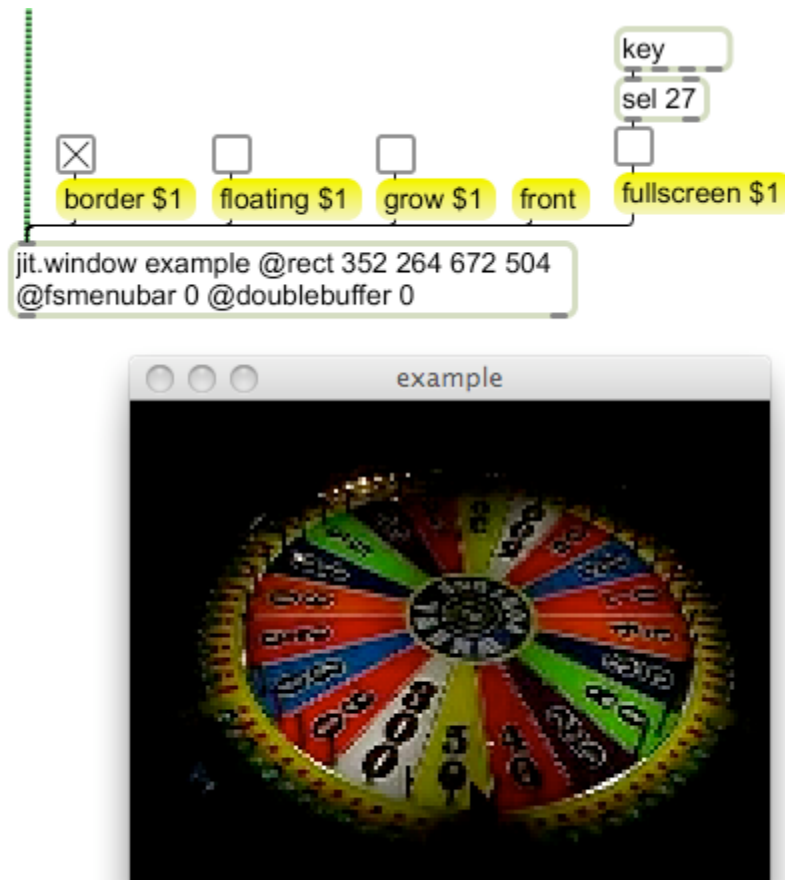 key
sel 27
border $1
floating $1
grow $1
front
fullscreen $1
jit.window example @rect 352 264 672 504
@fsmenubar 0 @doublebuffer 0
example